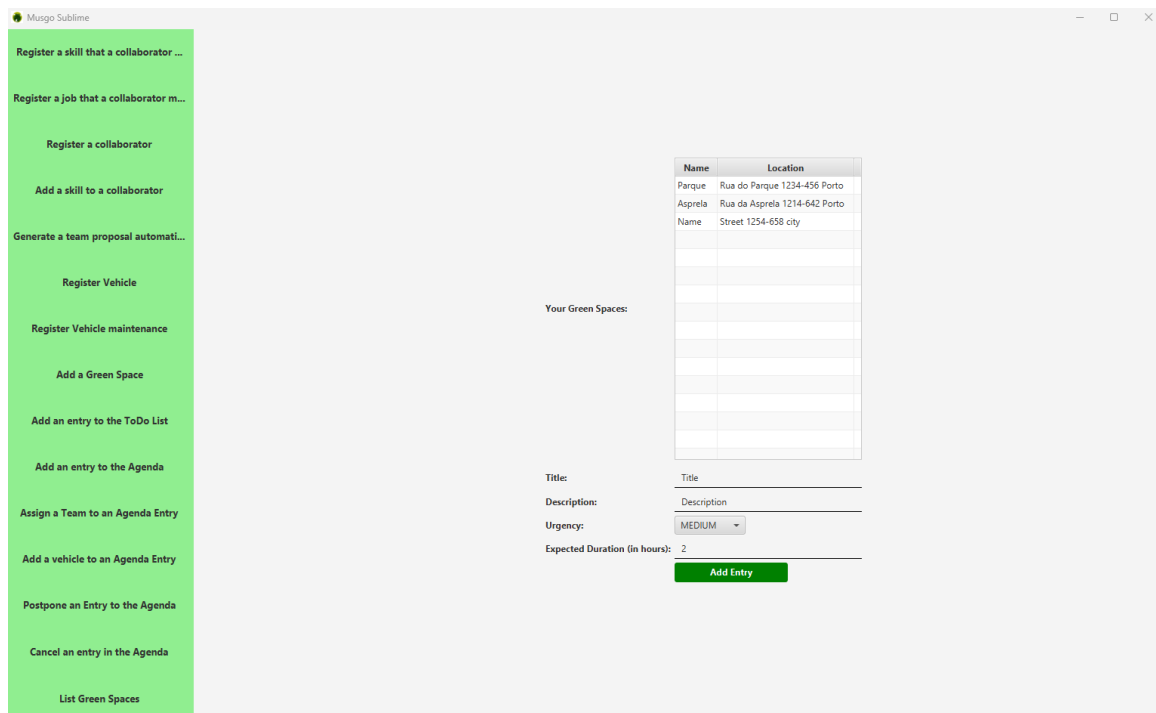 Musgo Sublime
Register a skill that a collaborator ...
Register a job that a collaborator m...
Register a collaborator
Add a skill to a collaborator
Generate a team proposal automati...
Register Vehicle
Register Vehicle maintenance
Add a Green Space
Add an entry to the ToDo List
Add an entry to the Agenda
Assign a Team to an Agenda Entry
Add a vehicle to an Agenda Entry
Postpone an Entry to the Agenda
Cancel an entry in the Agenda
List Green Spaces
Your Green Spaces:
Name Location
Parque Rua do Parque 1234-456 Porto
Asprela Rua da Asprela 1214-642 Porto
Name Street 1254-658 city
Title: Title
Description: Description
Urgency: MEDIUM
Expected Duration (in hours): 2
Add Entry